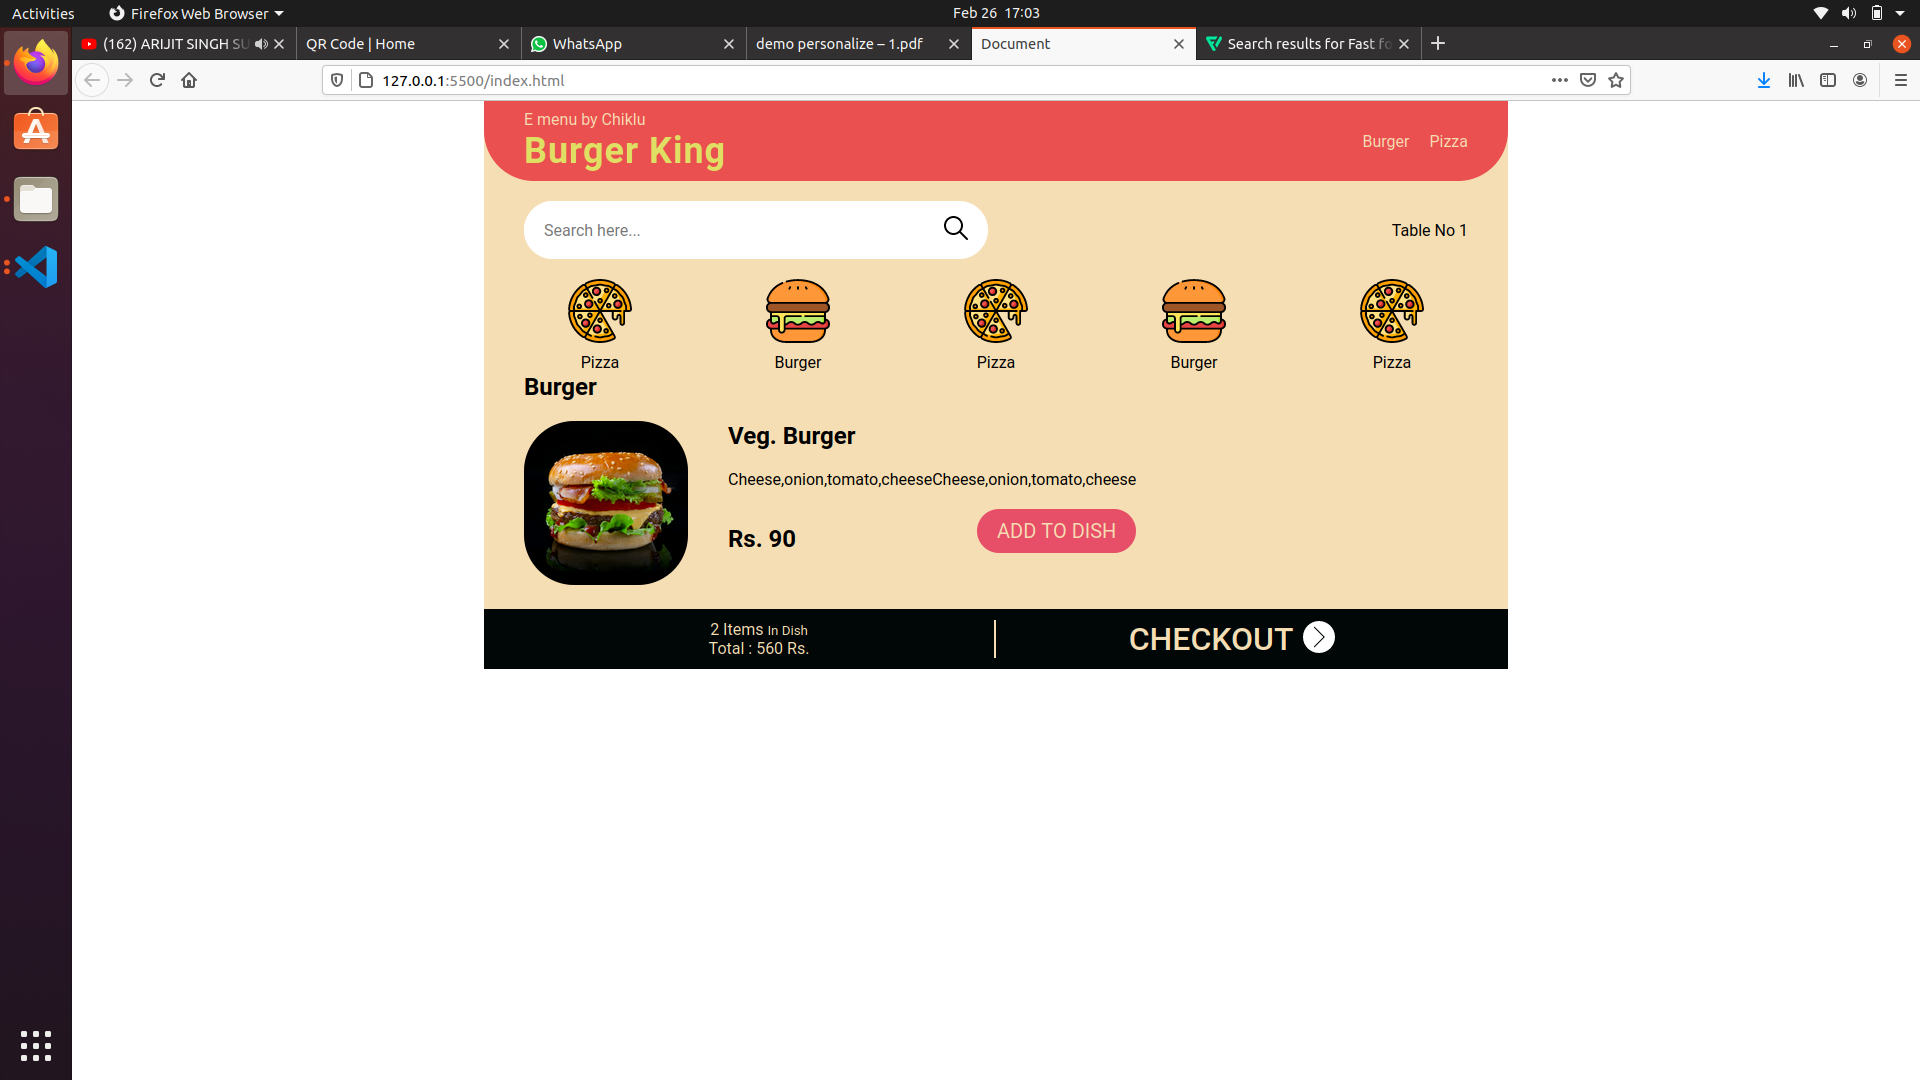 Activities
Firefox Web Browser
Feb 26 17:03
(162) ARIJIT SINGH SU
QR Code | Home
WhatsApp
demo personalize – 1.pdf
Document
Search results for Fast fo
127.0.0.1:5500/index.html
E menu by Chiklu
Burger King
Burger
Pizza
Search here...
Table No 1
Pizza
Burger
Pizza
Burger
Pizza
Burger
Veg. Burger
Cheese,onion,tomato,cheeseCheese,onion,tomato,cheese
Rs. 90
ADD TO DISH
2 Items In Dish
Total : 560 Rs.
CHECKOUT